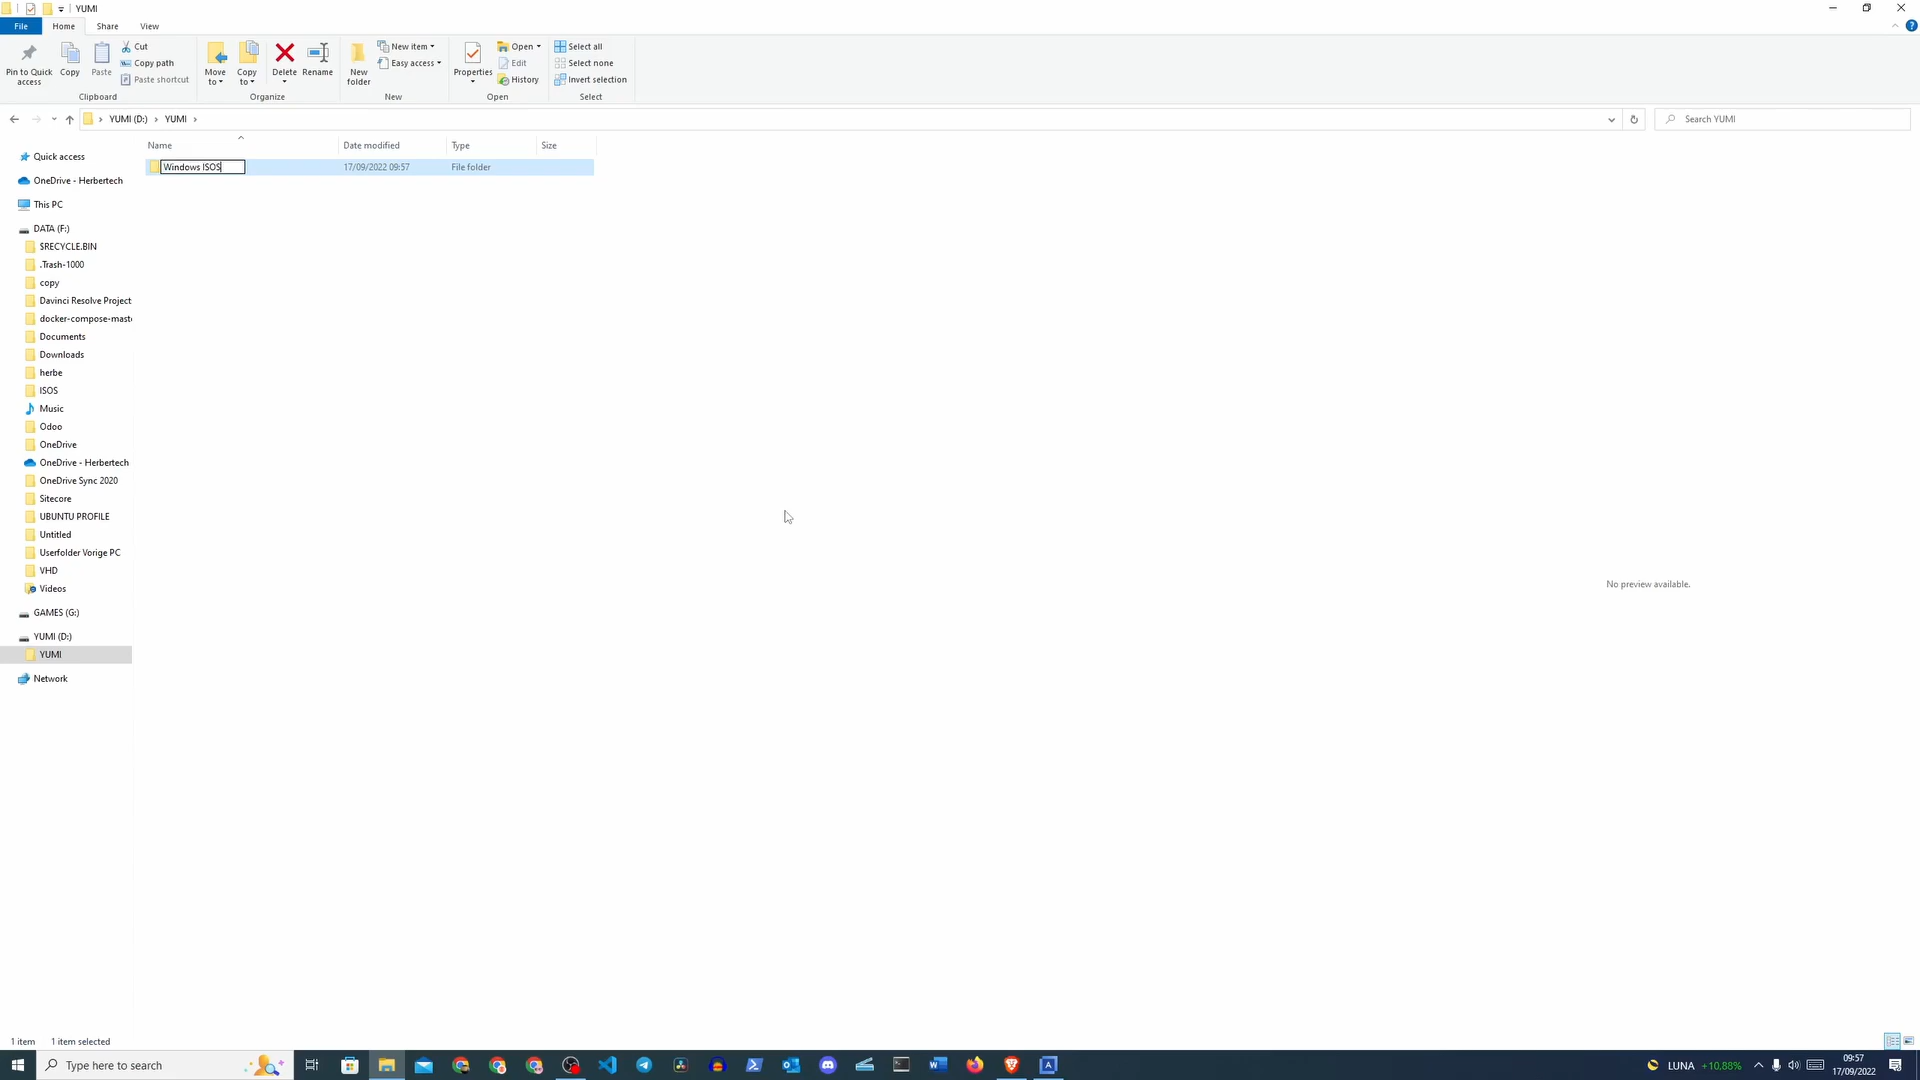 YUMI
File Home Share View
Pin to Quick access
Copy
Paste
Cut
Copy path
Paste shortcut
Clipboard
Move to
Copy to
Delete
Rename
Organize
New folder
New item
Easy access
New
Properties
Open
Edit
History
Open
Select all
Select none
Invert selection
Select
YUMI (D:) YUMI
Search YUMI
Name Date modified Type Size
Windows ISOS 17/09/2022 09:57 File folder
Quick access
OneDrive - Herbertech
This PC
DATA (F:)
$RECYCLE.BIN
.Trash-1000
copy
Davinci Resolve Project
docker-compose-maste
Documents
Downloads
herbe
ISOS
Music
Odoo
OneDrive
OneDrive - Herbertech
OneDrive Sync 2020
Sitecore
UBUNTU PROFILE
Untitled
Userfolder Vorige PC
VHD
Videos
GAMES (G:)
YUMI (D:)
YUMI
Network
No preview available.
1 item 1 item selected
Type here to search
LUNA +10,88%
09:57
17/09/2022